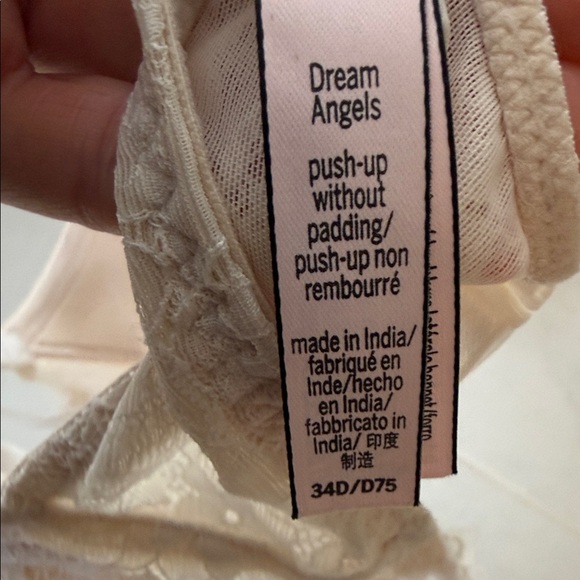 Dream
Angels
push-up
without
padding/
push-up non
rembourré
made in India/
fabriqué en
Inde/hecho
en India/
fabbricato in
India/ 印度
制造
34D/D75